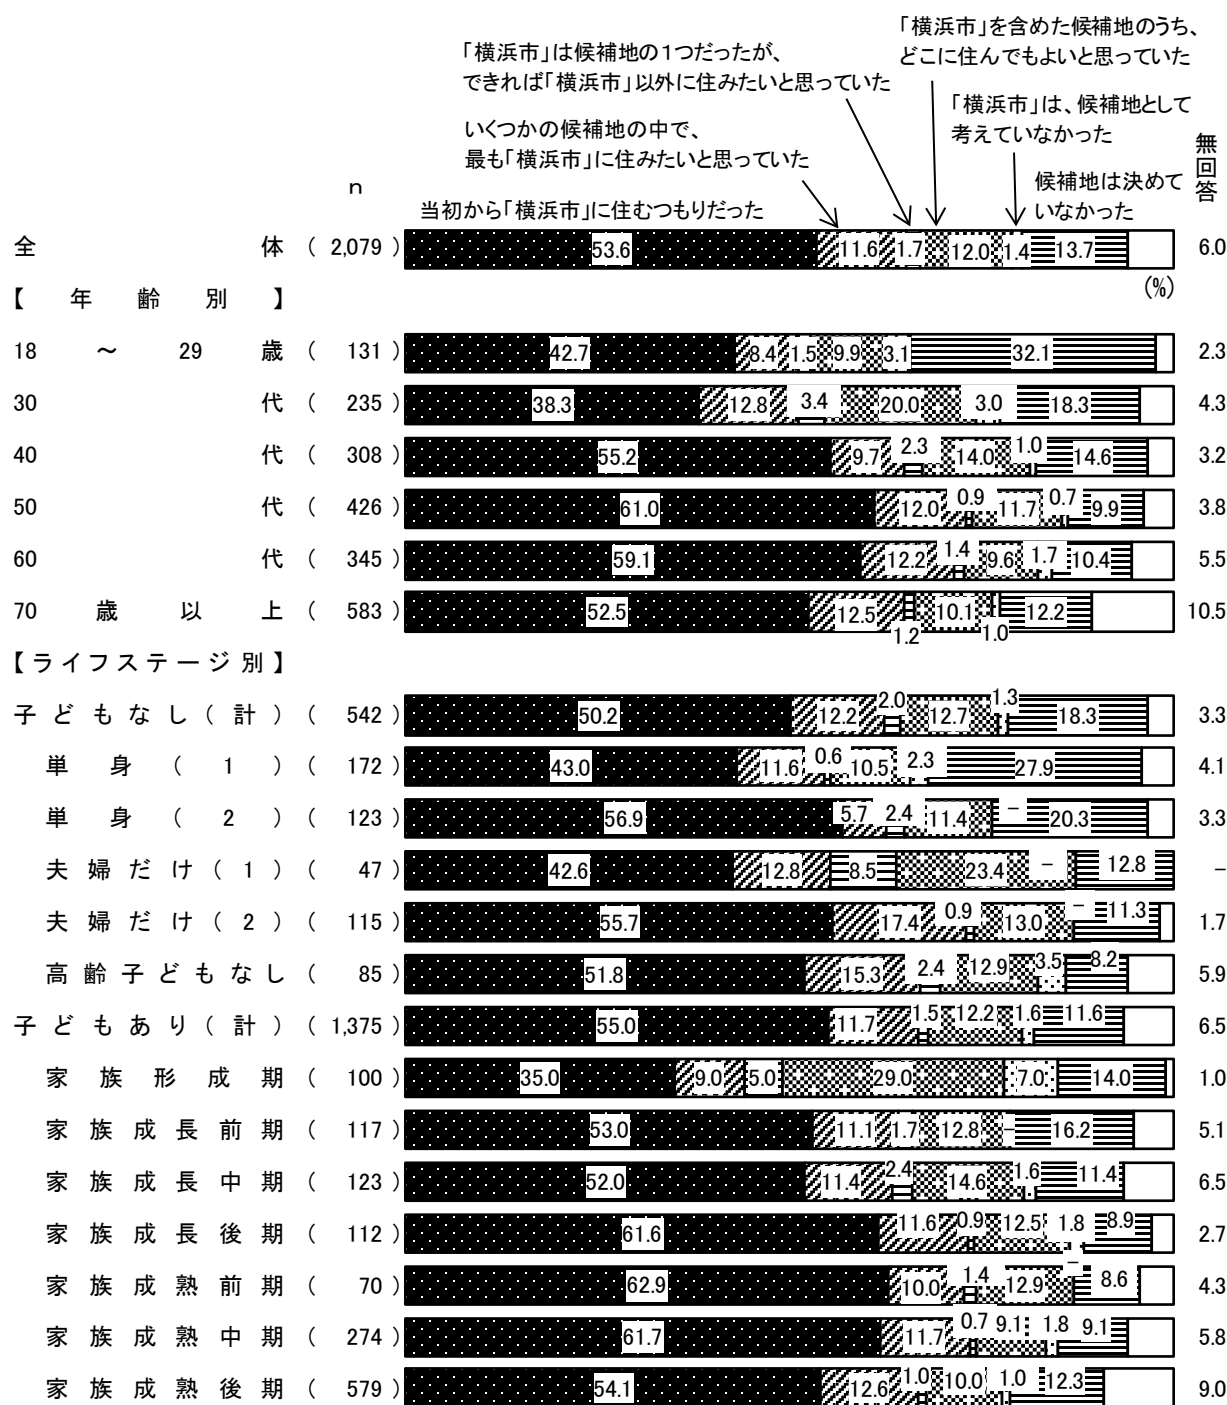 「横浜市」を含めた候補地のうち、
どこに住んでもよいと思っていた
「横浜市」は候補地の1つだったが、
できれば「横浜市」以外に住みたいと思っていた
「横浜市」は、候補地として
考えていなかった
いくつかの候補地の中で、
最も「横浜市」に住みたいと思っていた
候補地は決めて
いなかった
無回答
n
当初から「横浜市」に住むつもりだった
全体 ( 2,079 ) 53.6 11.6 1.7 12.0 1.4 13.7 6.0
(%)
【年齢別】
18～29歳 ( 131 ) 42.7 8.4 1.5 9.9 3.1 32.1 2.3
30代 ( 235 ) 38.3 12.8 3.4 20.0 3.0 18.3 4.3
40代 ( 308 ) 55.2 9.7 2.3 14.0 1.0 14.6 3.2
50代 ( 426 ) 61.0 12.0 0.9 11.7 0.7 9.9 3.8
60代 ( 345 ) 59.1 12.2 1.4 9.6 1.7 10.4 5.5
70歳以上 ( 583 ) 52.5 12.5 1.2 10.1 1.0 12.2 10.5
【ライフステージ別】
子どもなし(計) ( 542 ) 50.2 12.2 2.0 12.7 1.3 18.3 3.3
単身(1) ( 172 ) 43.0 11.6 0.6 10.5 2.3 27.9 4.1
単身(2) ( 123 ) 56.9 5.7 2.4 11.4 – 20.3 3.3
夫婦だけ(1) ( 47 ) 42.6 12.8 8.5 23.4 – 12.8 –
夫婦だけ(2) ( 115 ) 55.7 17.4 0.9 13.0 – 11.3 1.7
高齢子どもなし ( 85 ) 51.8 15.3 2.4 12.9 3.5 8.2 5.9
子どもあり(計) ( 1,375 ) 55.0 11.7 1.5 12.2 1.6 11.6 6.5
家族形成期 ( 100 ) 35.0 9.0 5.0 29.0 7.0 14.0 1.0
家族成長前期 ( 117 ) 53.0 11.1 1.7 12.8 – 16.2 5.1
家族成長中期 ( 123 ) 52.0 11.4 2.4 14.6 1.6 11.4 6.5
家族成長後期 ( 112 ) 61.6 11.6 0.9 12.5 1.8 8.9 2.7
家族成熟前期 ( 70 ) 62.9 10.0 1.4 12.9 – 8.6 4.3
家族成熟中期 ( 274 ) 61.7 11.7 0.7 9.1 1.8 9.1 5.8
家族成熟後期 ( 579 ) 54.1 12.6 1.0 10.0 1.0 12.3 9.0